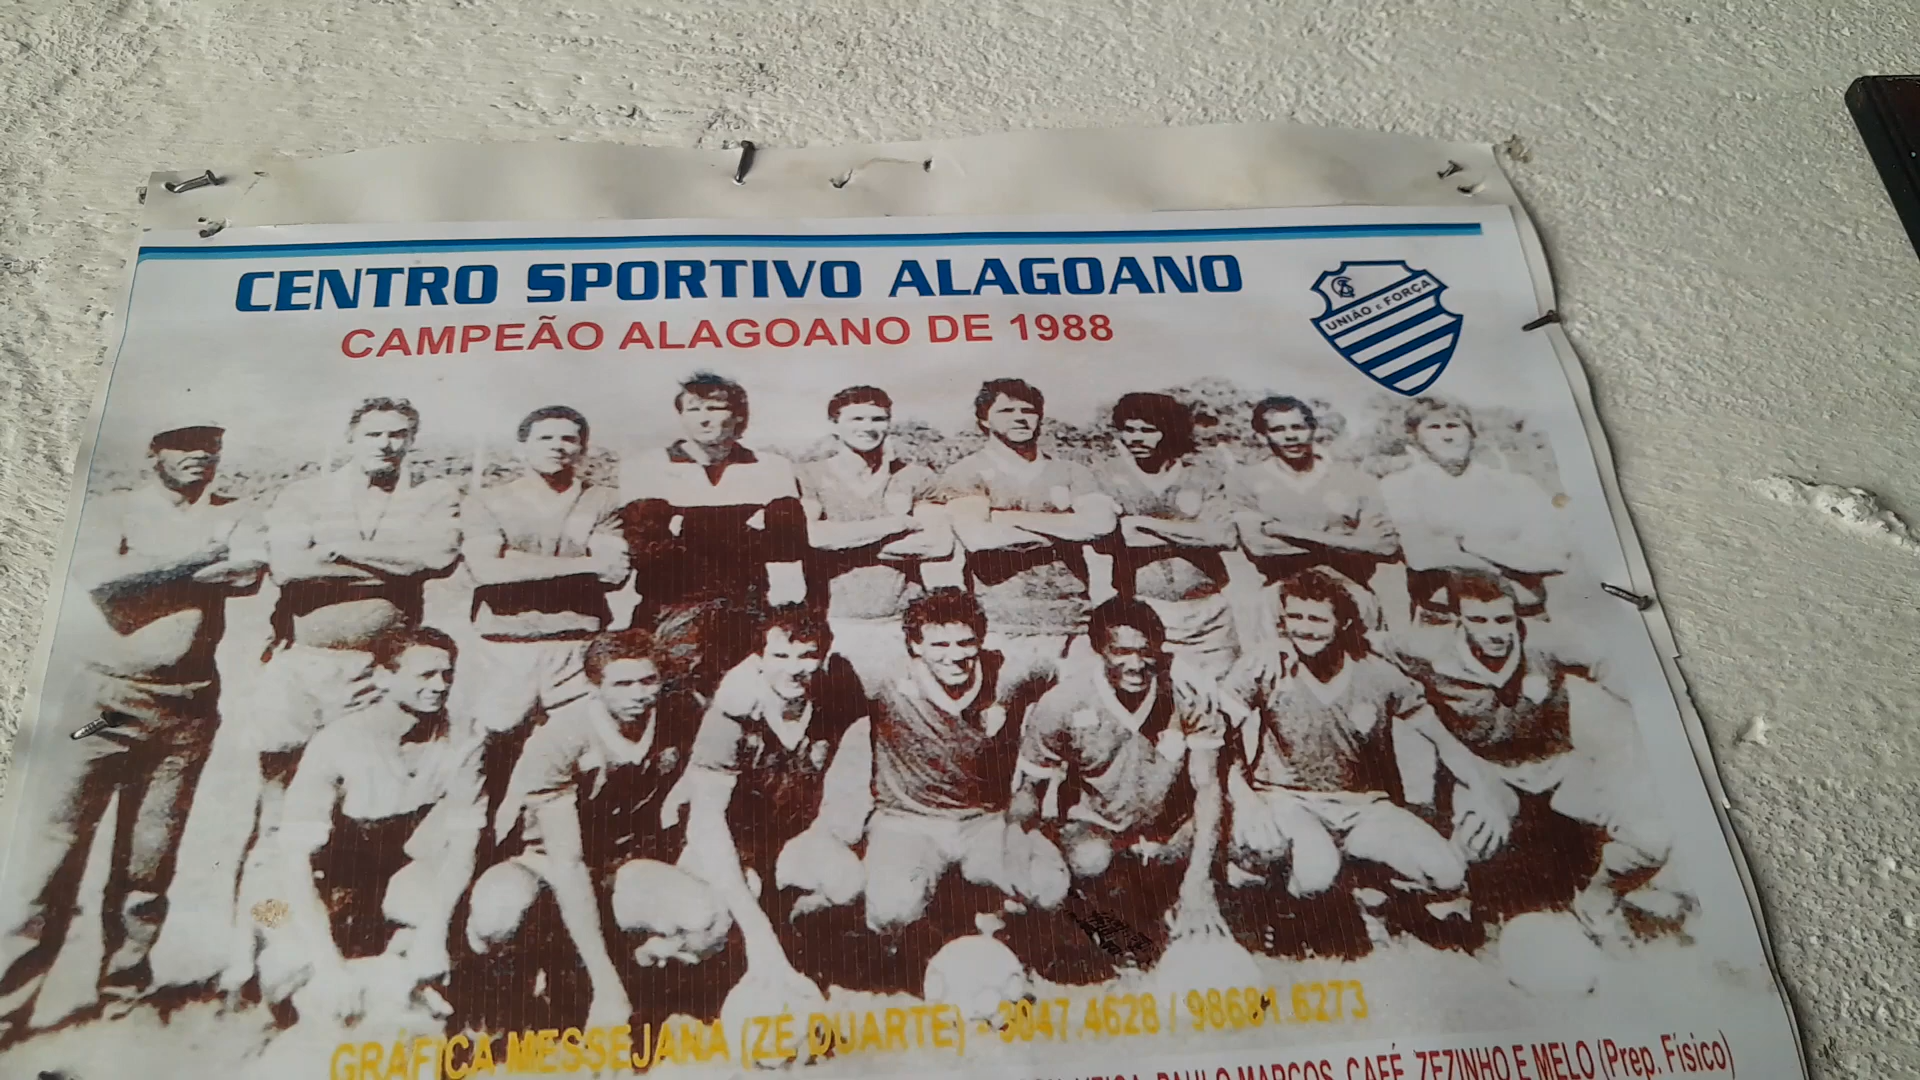 CENTRO SPORTIVO ALAGOANO
CAMPEÃO ALAGOANO DE 1988
UNIÃO E FORÇA
GRÁFICA MESSEJANA (ZÉ DUARTE) - 3047.4628 / 98681.6273
PAULO MARCOS, CAFÉ, ZEZINHO E MELO (Prep. Físico)